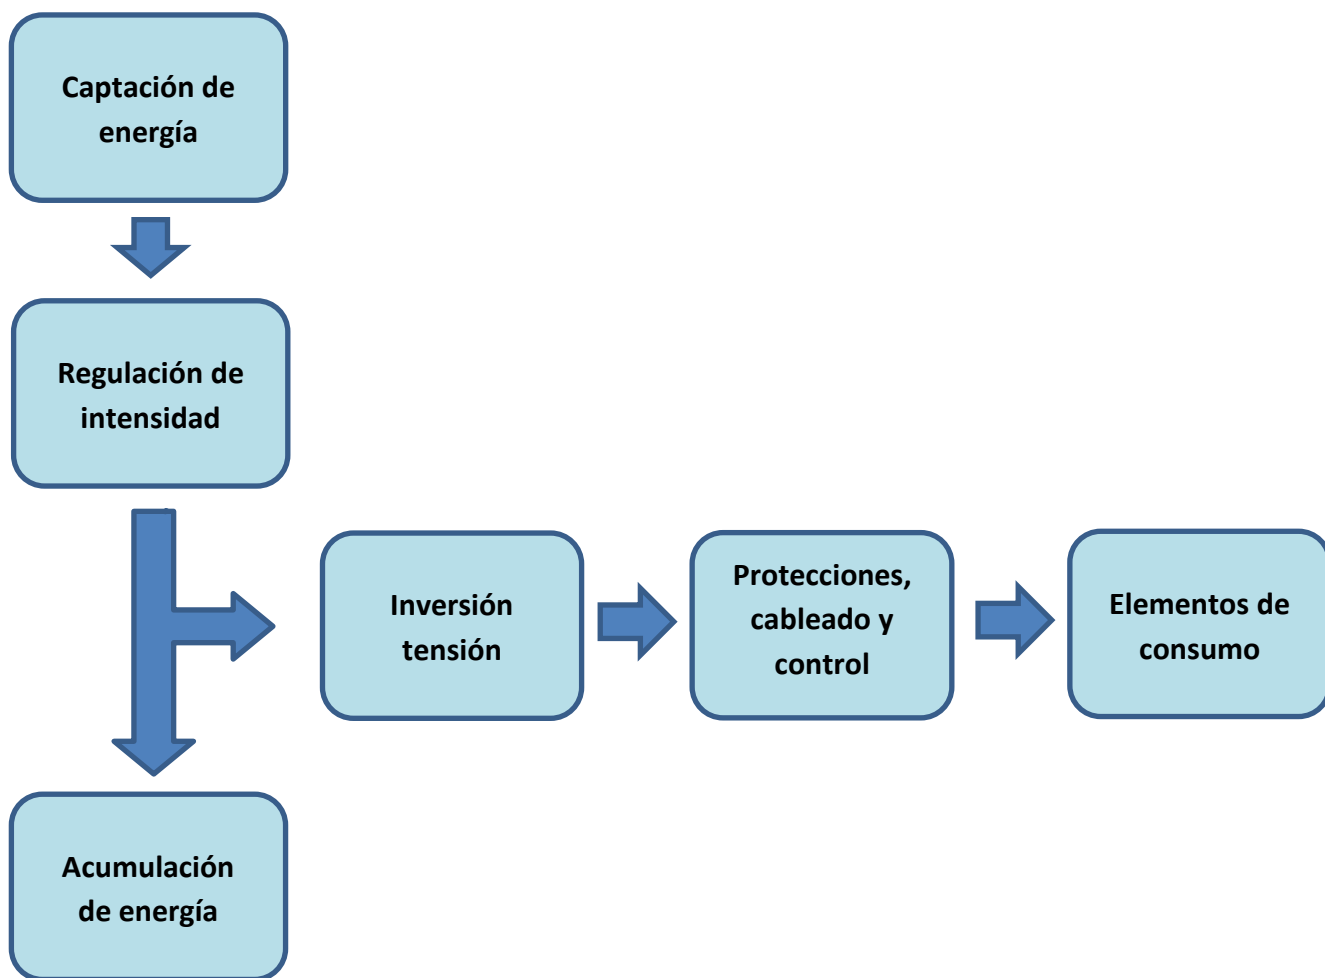 Captación de
energía
Regulación de
intensidad
Inversión
tensión
Protecciones,
cableado y
control
Elementos de
consumo
Acumulación
de energía